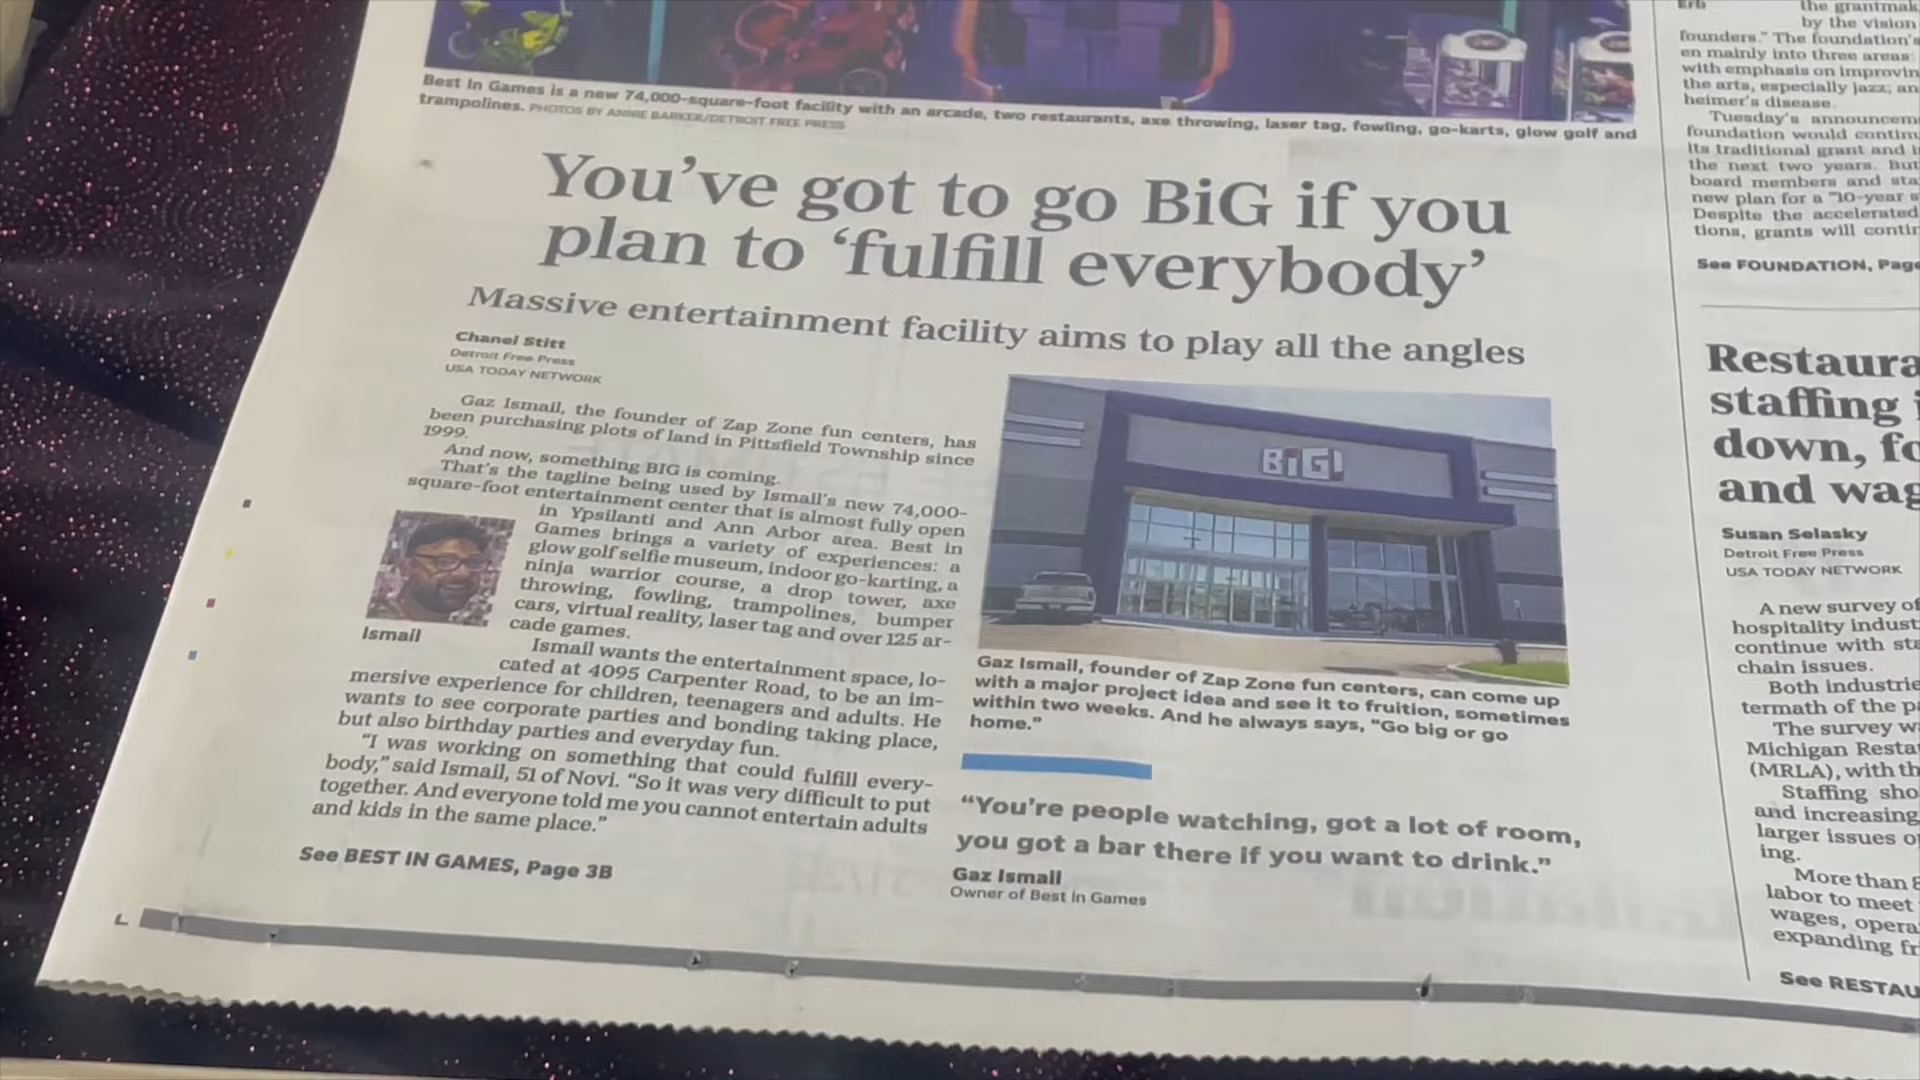 Best In Games is a new 74,000-square-foot facility with an arcade, two restaurants, axe throwing, laser tag, fowling, go-karts, glow golf and
trampolines. PHOTOS BY ANNIE BARKER/DETROIT FREE PRESS
You've got to go BiG if you
plan to 'fulfill everybody'
Massive entertainment facility aims to play all the angles
Chanel Stitt
Detroit Free Press
USA TODAY NETWORK
Gaz Ismail, the founder of Zap Zone fun centers, has
been purchasing plots of land in Pittsfield Township since
1999.
And now, something BIG is coming.
That's the tagline being used by Ismail's new 74,000-
square-foot entertainment center that is almost fully open
in Ypsilanti and Ann Arbor area. Best in
Games brings a variety of experiences: a
glow golf selfie museum, indoor go-karting, a
ninja warrior course, a drop tower, axe
throwing, fowling, trampolines, bumper
cars, virtual reality, laser tag and over 125 ar-
cade games.
Ismail
Ismail wants the entertainment space, lo-
cated at 4095 Carpenter Road, to be an im-
mersive experience for children, teenagers and adults. He
wants to see corporate parties and bonding taking place,
but also birthday parties and everyday fun.
"I was working on something that could fulfill every-
body," said Ismail, 51 of Novi. "So it was very difficult to put
together. And everyone told me you cannot entertain adults
and kids in the same place."
See BEST IN GAMES, Page 3B
BiG!
Gaz Ismail, founder of Zap Zone fun centers, can come up
with a major project idea and see it to fruition, sometimes
within two weeks. And he always says, "Go big or go
home."
"You're people watching, got a lot of room,
you got a bar there if you want to drink."
Gaz Ismail
Owner of Best in Games
Erb
the grantmak
by the vision
founders." The foundation's
en mainly into three areas:
with emphasis on improvin
the arts, especially jazz; an
heimer's disease.
Tuesday's announcem
foundation would continu
its traditional grant and i
the next two years. But
board members and sta
new plan for a "10-year s
Despite the accelerated
tions, grants will contin
See FOUNDATION, Page
Restaura
staffing i
down, fo
and wag
Susan Selasky
Detroit Free Press
USA TODAY NETWORK
A new survey of
hospitality indust
continue with sta
chain issues.
Both industrie
termath of the pa
The survey w
Michigan Resta
(MRLA), with th
Staffing sho
and increasing
larger issues o
ing.
More than 8
labor to meet
wages, opera
expanding fr
See RESTAU